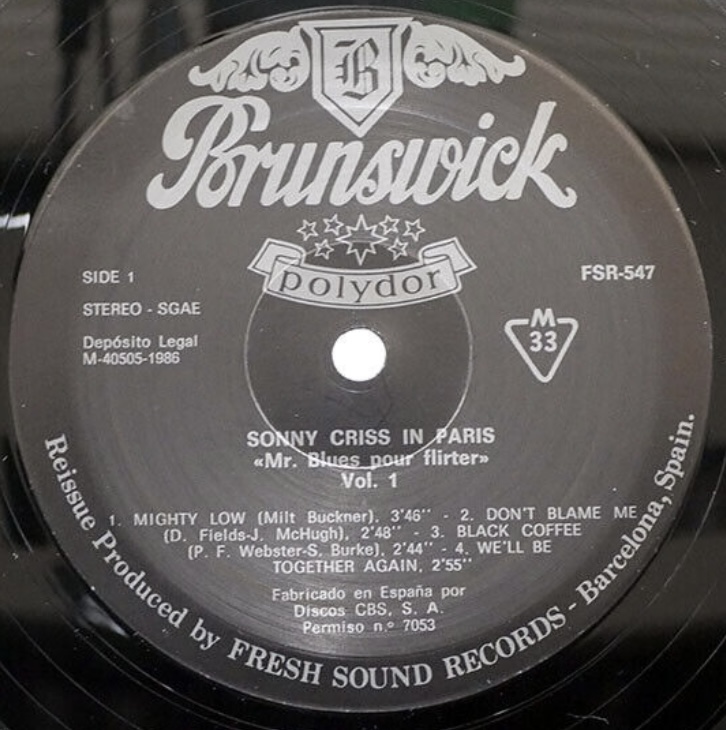 B
Brunswick
polydor
SIDE 1
FSR-547
STEREO - SGAE
Depósito Legal
M-40505-1986
M
33
SONNY CRISS IN PARIS
«Mr. Blues pour flirter»
Vol. 1
1. MIGHTY LOW (Milt Buckner), 3'46'' - 2. DON'T BLAME ME
(D. Fields-J. McHugh), 2'48'' - 3. BLACK COFFEE
(P. F. Webster-S. Burke), 2'44'' - 4. WE'LL BE
TOGETHER AGAIN, 2'55''
Fabricado en España por
Discos CBS, S. A.
Permiso n.º 7053
Reissue Produced by FRESH SOUND RECORDS - Barcelona, Spain.